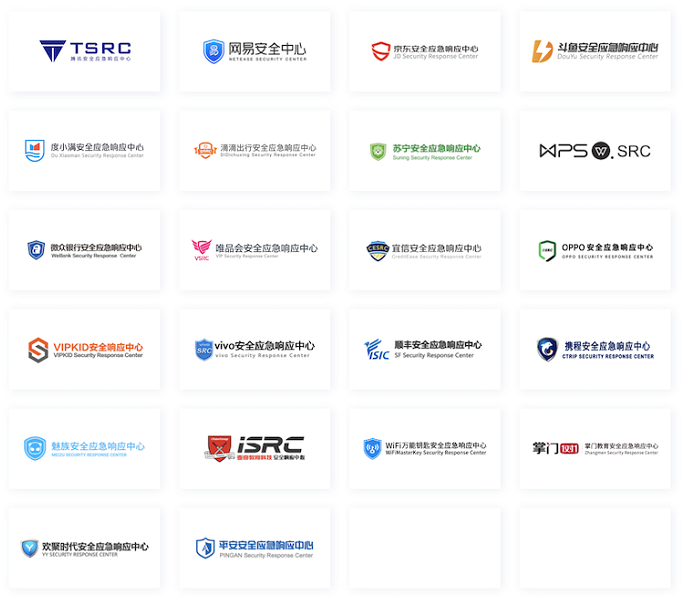 TSRC
腾讯安全应急响应中心
网易安全中心
NETEASE SECURITY CENTER
京东安全应急响应中心
JD Security Response Center
斗鱼安全应急响应中心
DouYu Security Response Center
度小满安全应急响应中心
Du Xiaoman Security Response Center
滴滴出行安全应急响应中心
DiDichuxing Security Response Center
苏宁安全应急响应中心
Suning Security Response Center
WPS W.SRC
微众银行安全应急响应中心
WeBank Security Response Center
VSRC
唯品会安全应急响应中心
VIP Security Response Center
CESRC
宜信安全应急响应中心
CreditEase Security Response Center
OPPO 安全应急响应中心
OPPO SECURITY RESPONSE CENTER
VIPKID安全响应中心
VIPKID Security Response Center
SRC
vivo安全应急响应中心
vivo Security Response Center
SFSIC
顺丰安全应急响应中心
SF Security Response Center
携程安全应急响应中心
CTRIP SECURITY RESPONSE CENTER
魅族安全应急响应中心
MEIZU SECURITY RESPONSE CENTER
iSRC
安全响应中心
WiFi万能钥匙安全应急响应中心
WiFiMasterKey Security Response Center
掌门教育
掌门教育安全应急响应中心
Zhangmen Security Response Center
欢聚时代安全应急响应中心
YY SECURITY RESPONSE CENTER
平安安全应急响应中心
PINGAN Security Response Center